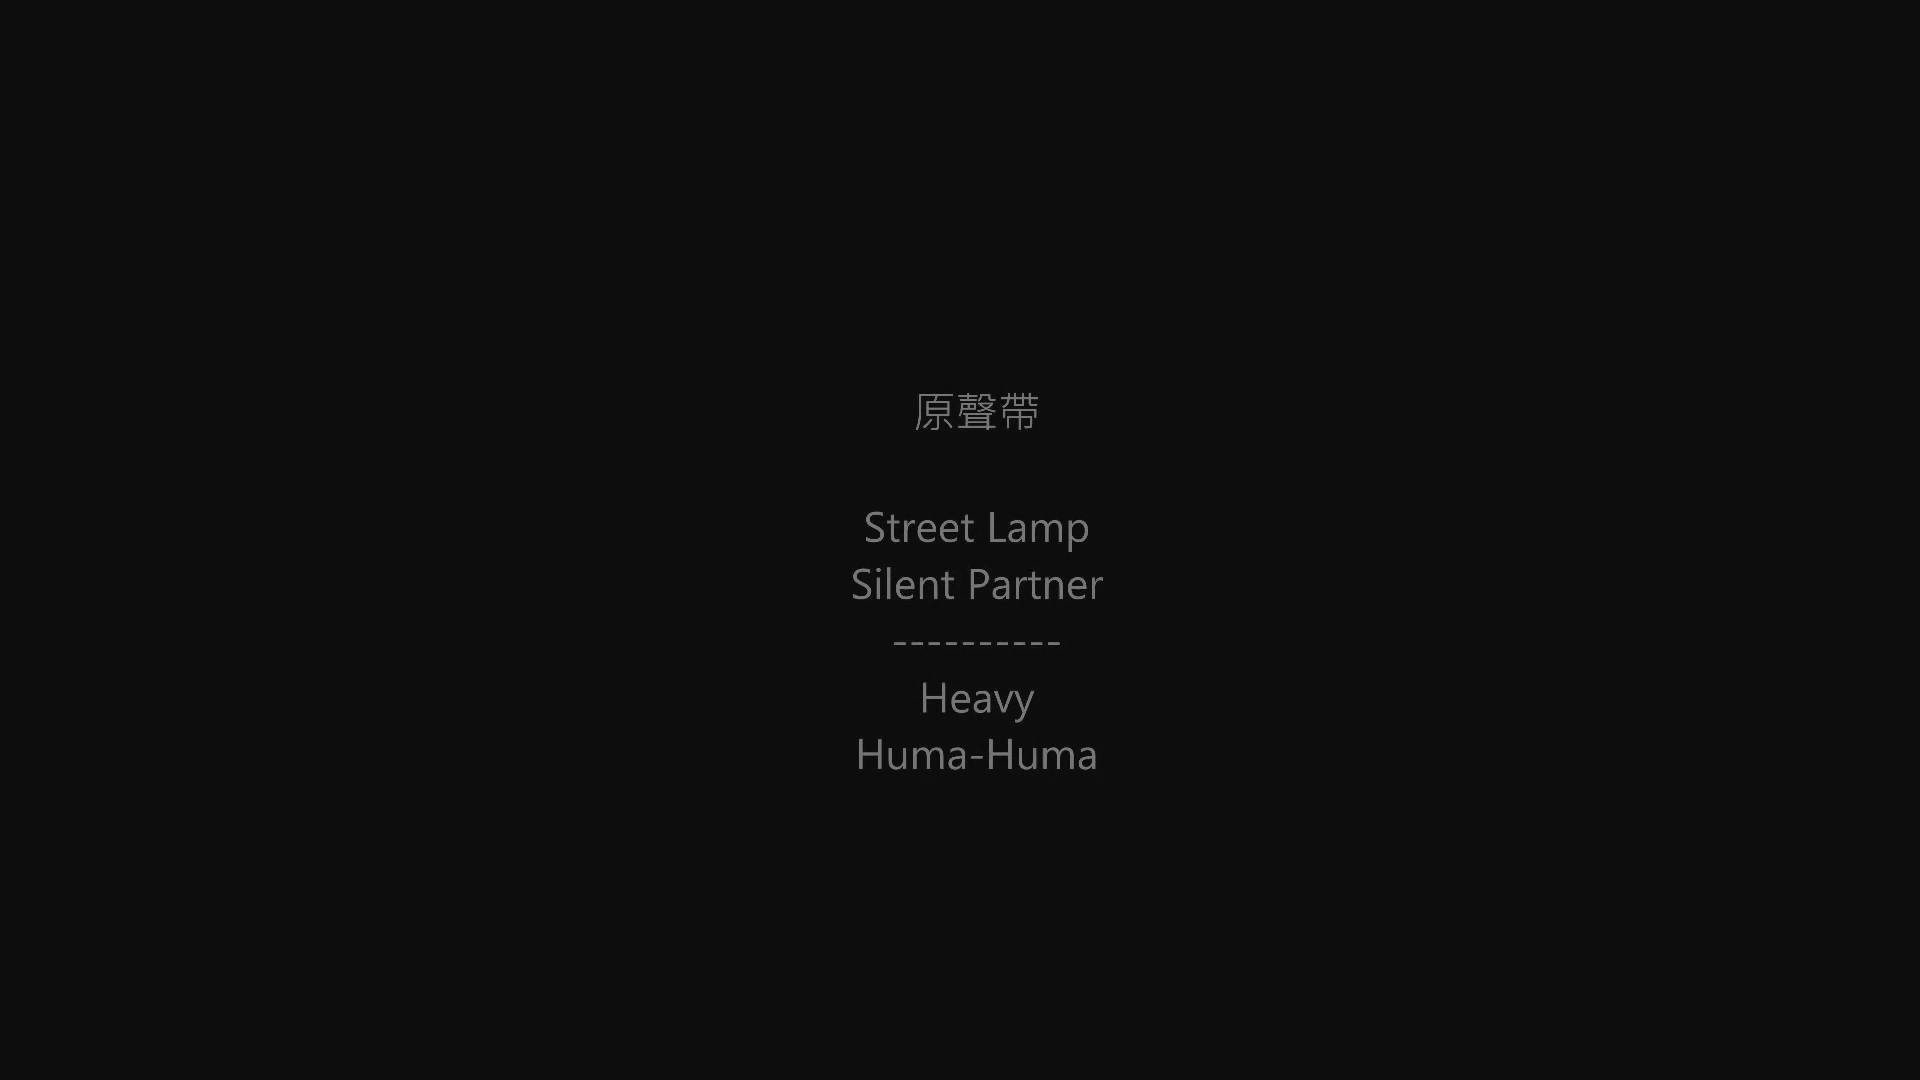 原聲帶
Street Lamp
Silent Partner
----------
Heavy
Huma-Huma